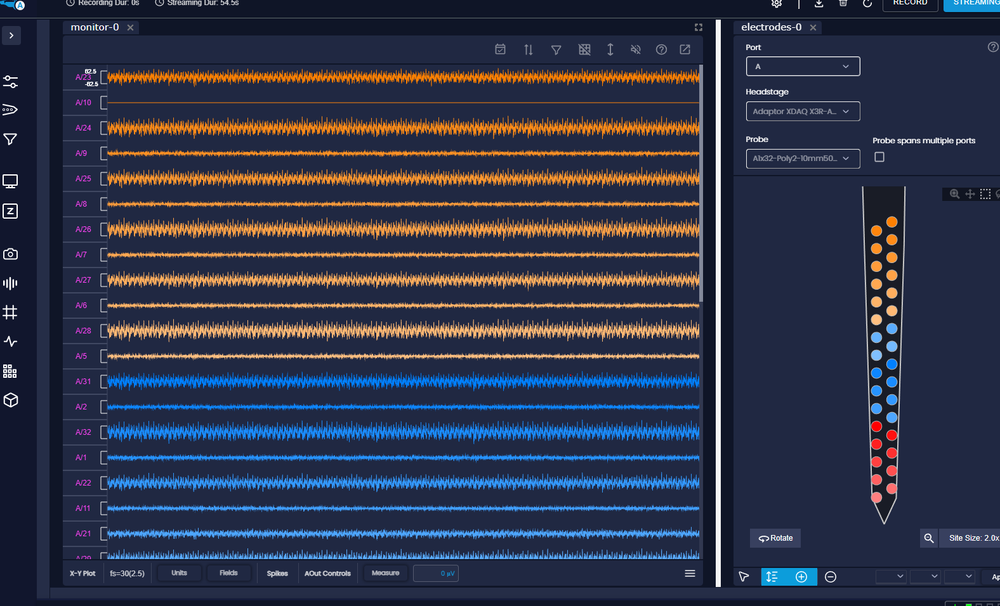 A
Recording Dur: 0s
Streaming Dur: 54.5s
RECORD
STREAMING
monitor-0
62.5
A/23
-62.5
A/10
A/24
A/9
A/25
A/8
A/26
A/7
A/27
A/6
A/28
A/5
A/31
A/2
A/32
A/1
A/22
A/11
A/21
A/29
X-Y Plot
fs=30(2.5)
Units
Fields
Spikes
AOut Controls
Measure
0 µV
electrodes-0
Port
A
Headstage
Adaptor XDAQ X3R-A...
Probe
Probe spans multiple ports
A1x32-Poly2-10mm50...
Rotate
Site Size: 2.0x
Ap